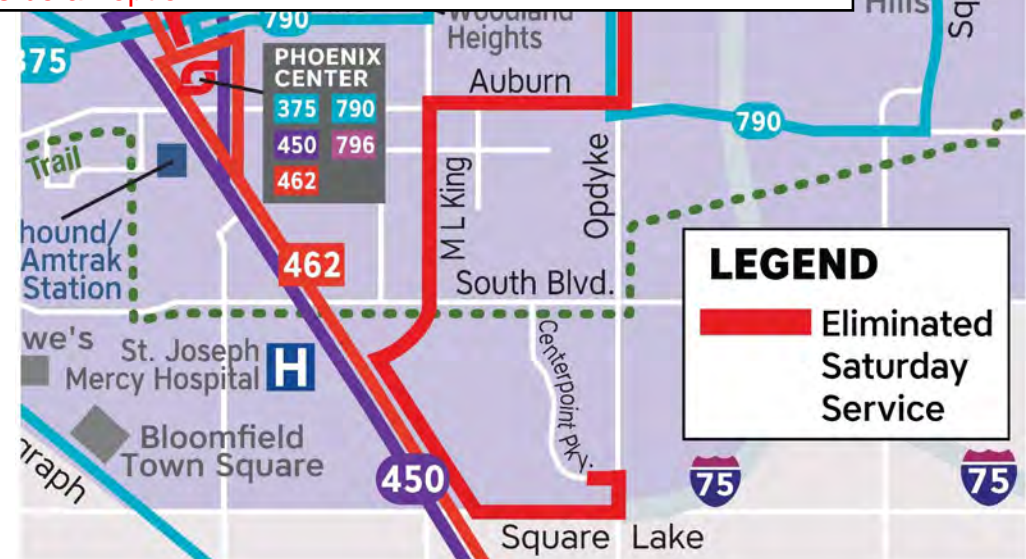 790
Woodland
Heights
Hills
Sq
375
PHOENIX
CENTER
375 790
450 796
462
Auburn
790
Trail
M L King
Opdyke
hound/
Amtrak
Station
462
South Blvd.
LEGEND
Eliminated
Saturday
Service
we's
St. Joseph
Mercy Hospital
H
Centerpoint Pky.
Bloomfield
Town Square
graph
450
75
75
Square Lake